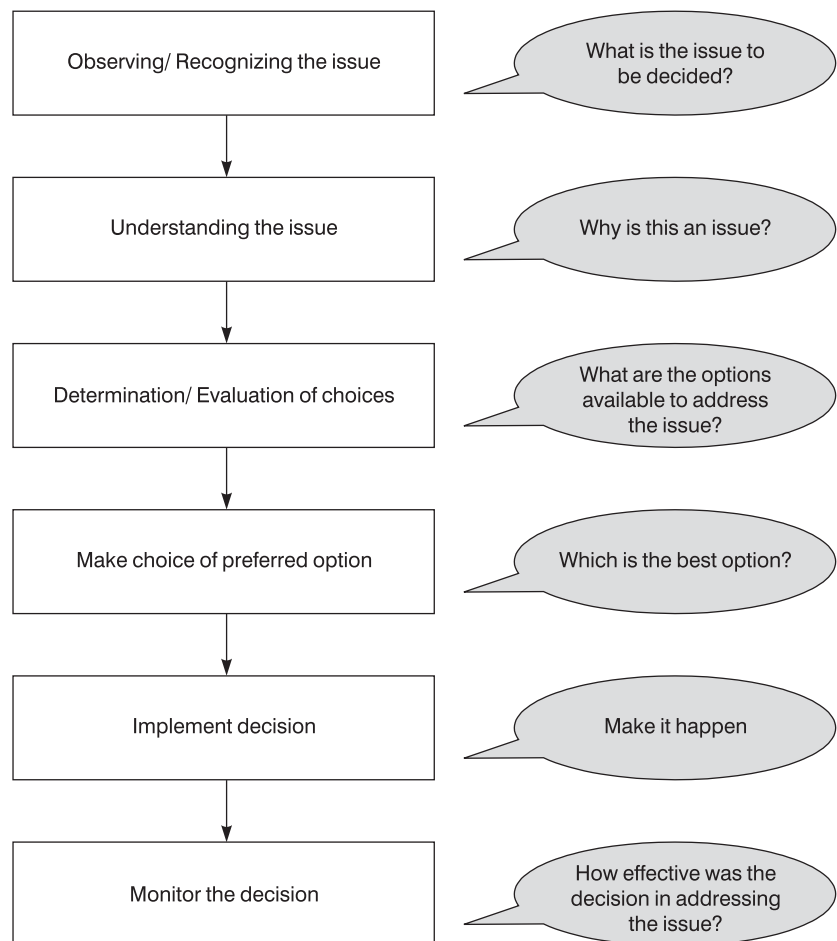 Observing/ Recognizing the issue
What is the issue to
be decided?
Understanding the issue
Why is this an issue?
Determination/ Evaluation of choices
What are the options
available to address
the issue?
Make choice of preferred option
Which is the best option?
Implement decision
Make it happen
Monitor the decision
How effective was the
decision in addressing
the issue?